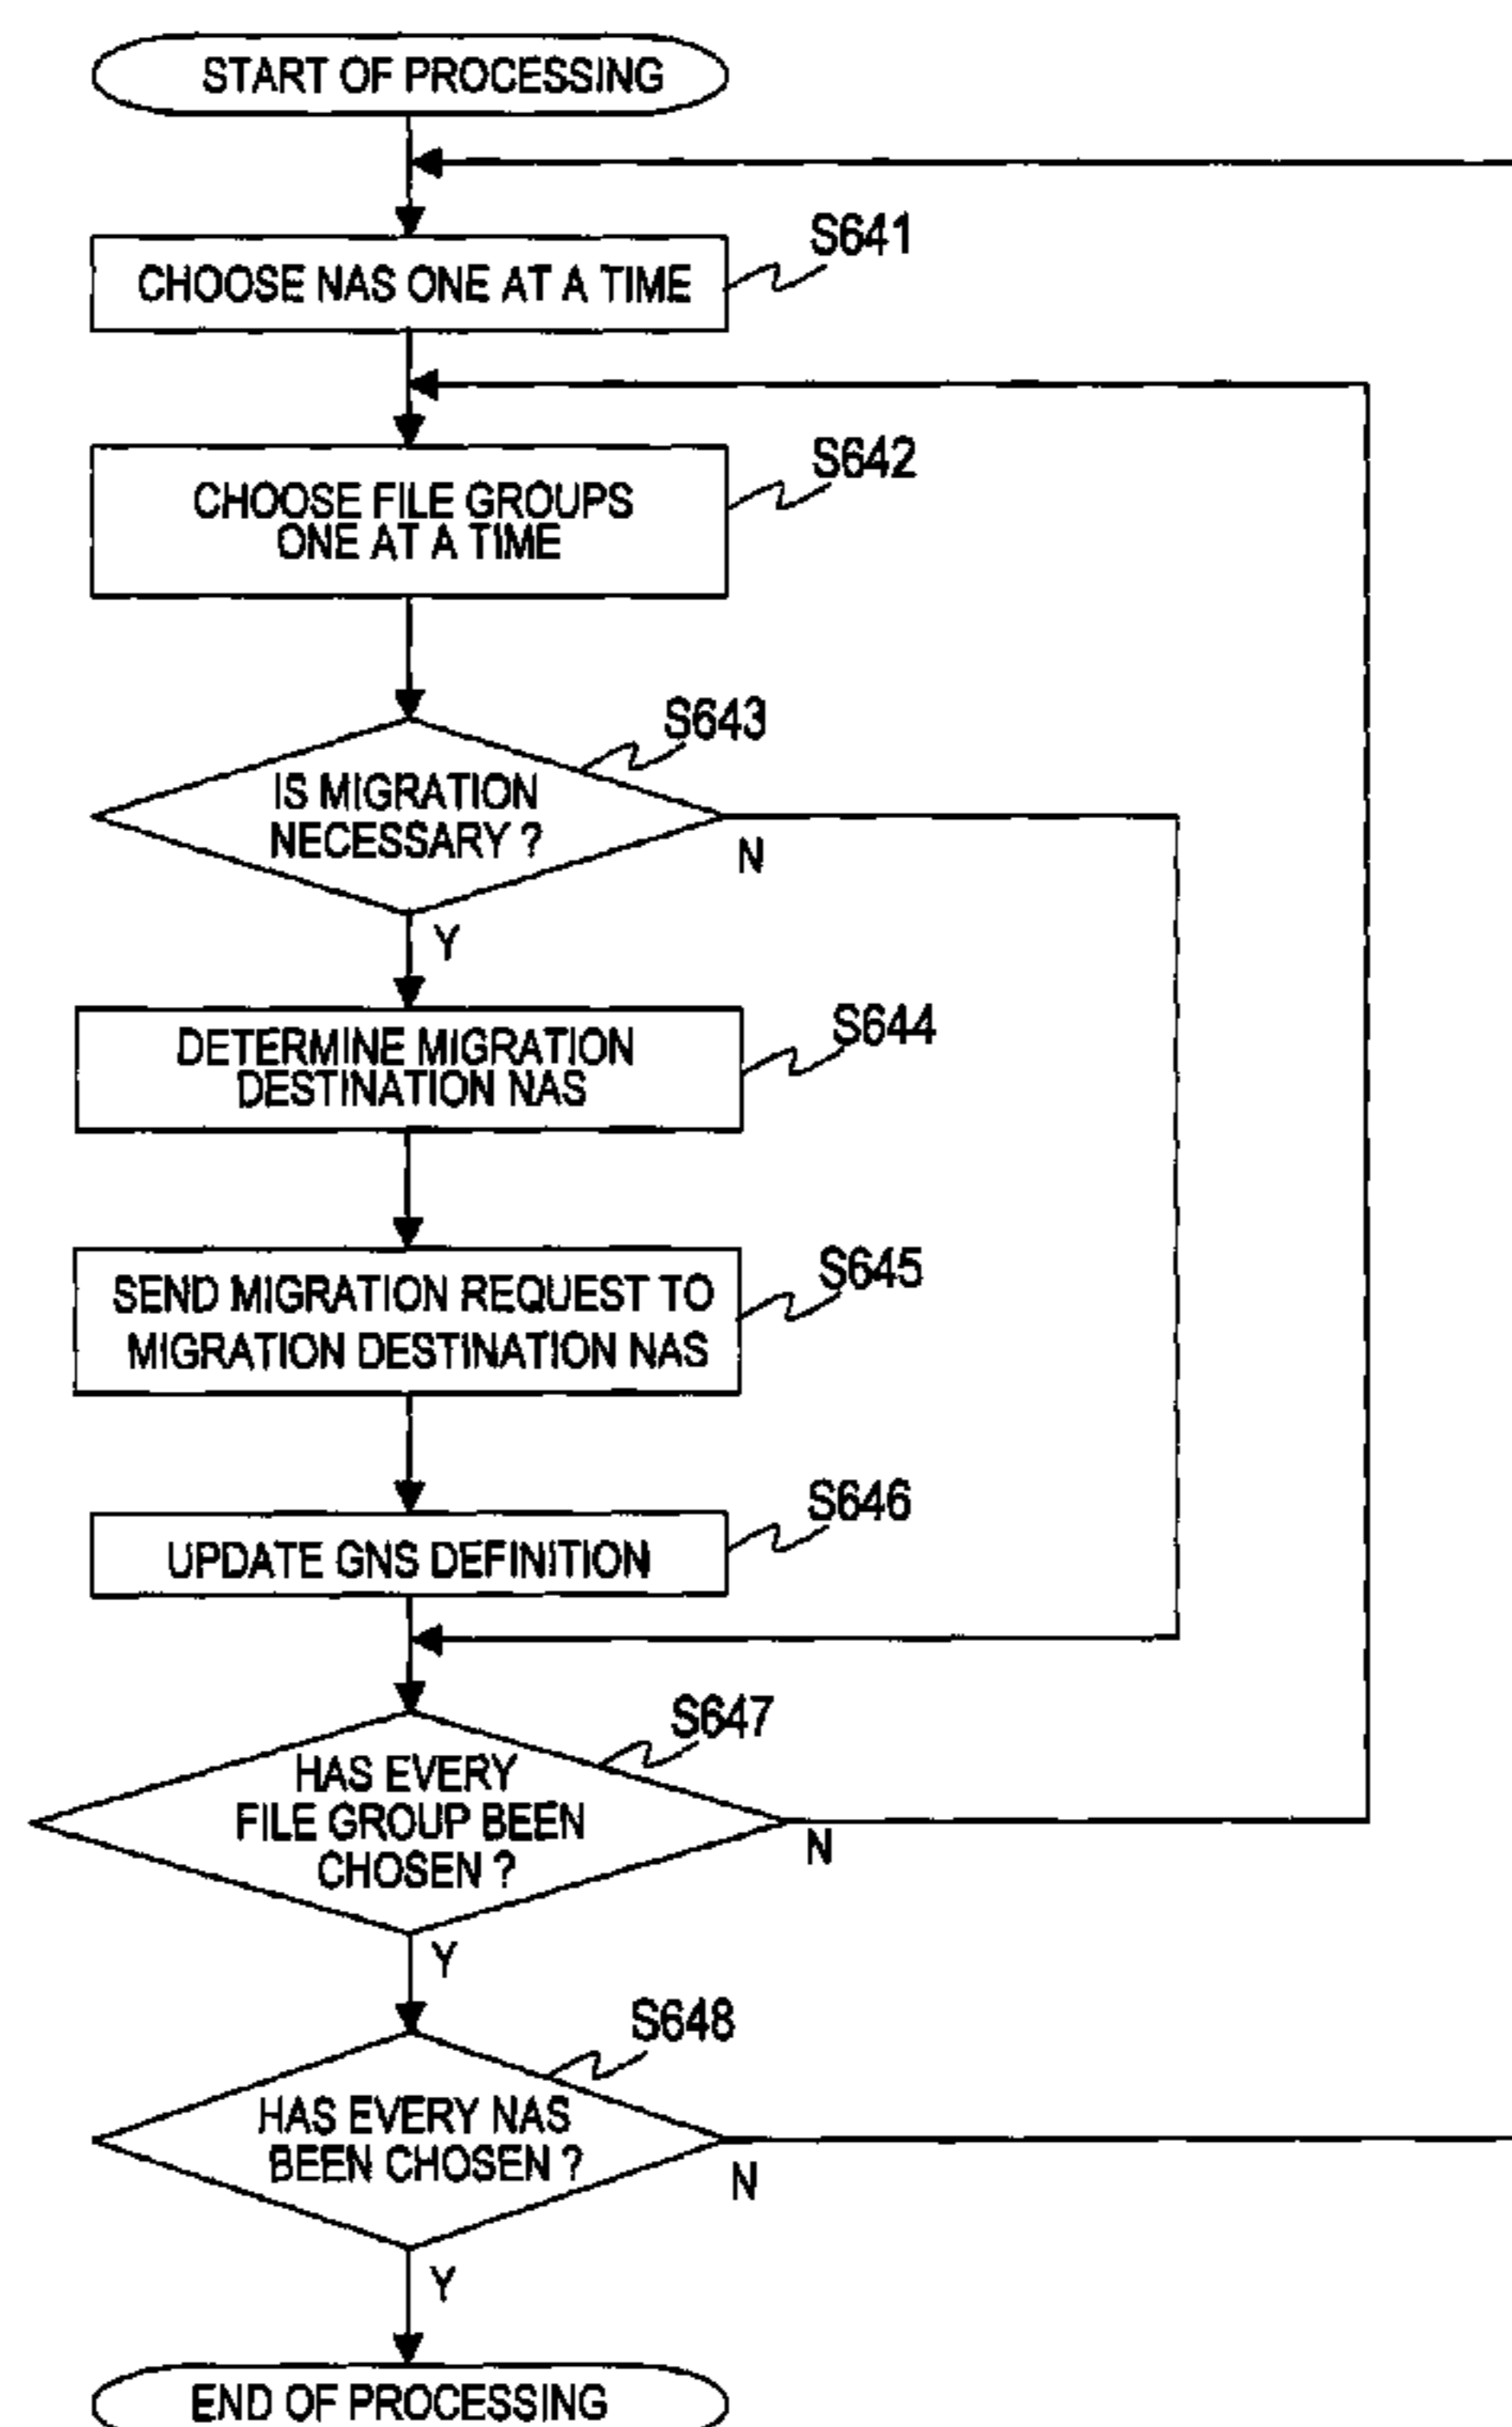 START OF PROCESSING
S641
CHOOSE NAS ONE AT A TIME
S642
CHOOSE FILE GROUPS
ONE AT A TIME
S643
IS MIGRATION
NECESSARY ?
N
Y
S644
DETERMINE MIGRATION
DESTINATION NAS
S645
SEND MIGRATION REQUEST TO
MIGRATION DESTINATION NAS
S646
UPDATE GNS DEFINITION
S647
HAS EVERY
FILE GROUP BEEN
CHOSEN ?
N
Y
S648
HAS EVERY NAS
BEEN CHOSEN ?
N
Y
END OF PROCESSING